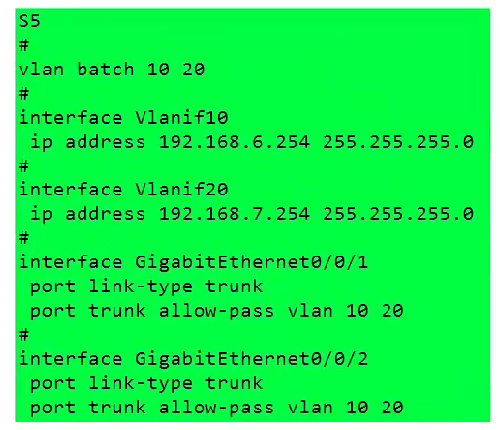 S5
#
vlan batch 10 20
#
interface Vlanif10
 ip address 192.168.6.254 255.255.255.0
#
interface Vlanif20
 ip address 192.168.7.254 255.255.255.0
#
interface GigabitEthernet0/0/1
 port link-type trunk
 port trunk allow-pass vlan 10 20
#
interface GigabitEthernet0/0/2
 port link-type trunk
 port trunk allow-pass vlan 10 20